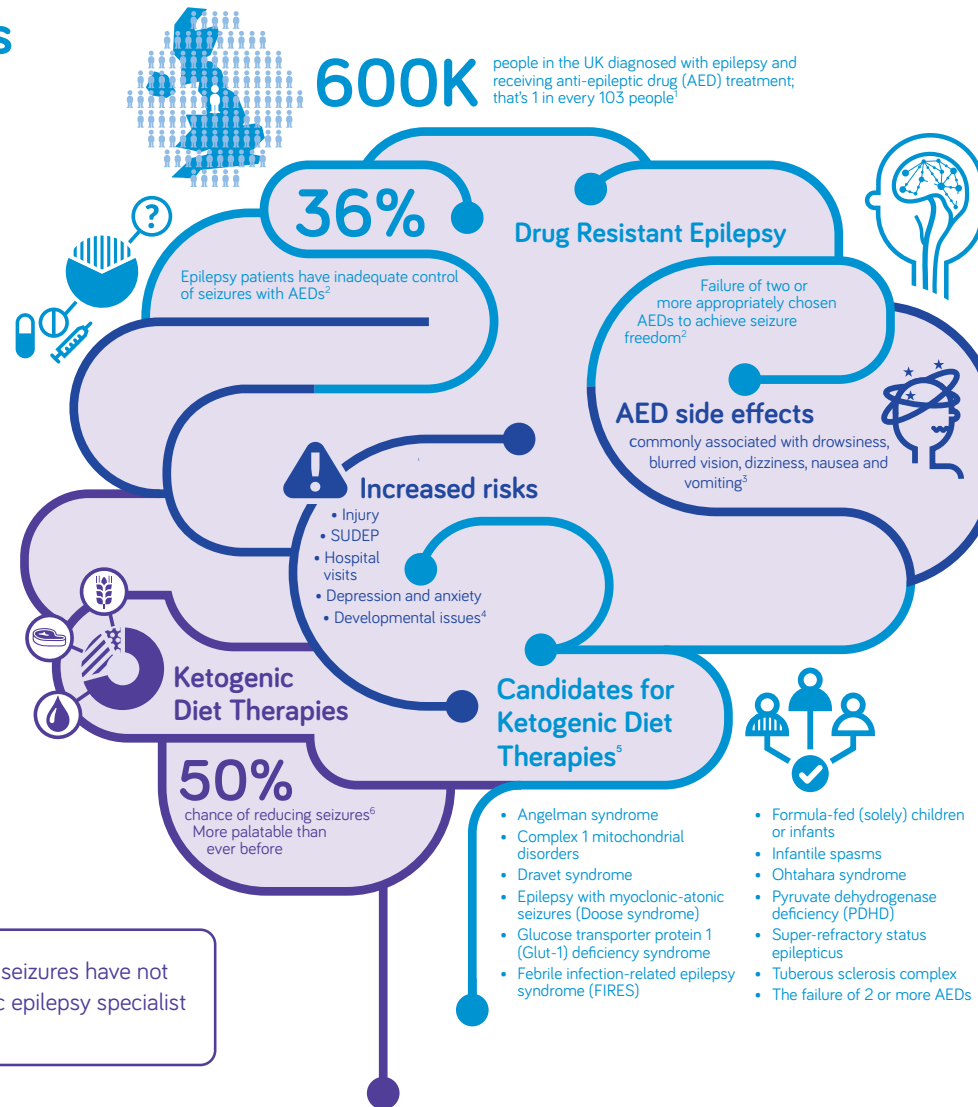 s
600K
people in the UK diagnosed with epilepsy and
receiving anti-epileptic drug (AED) treatment;
that's 1 in every 103 people1
36%
Epilepsy patients have inadequate control
of seizures with AEDs2
?
Drug Resistant Epilepsy
Failure of two or
more appropriately chosen
AEDs to achieve seizure
freedom2
AED side effects
commonly associated with drowsiness,
blurred vision, dizziness, nausea and
vomiting3
!
Increased risks
• Injury
• SUDEP
• Hospital
visits
• Depression and anxiety
• Developmental issues4
Ketogenic
Diet Therapies
50%
chance of reducing seizures6
More palatable than
ever before
Candidates for
Ketogenic Diet
Therapies5
• Angelman syndrome
• Complex 1 mitochondrial
disorders
• Dravet syndrome
• Epilepsy with myoclonic-atonic
seizures (Doose syndrome)
• Glucose transporter protein 1
(Glut-1) deficiency syndrome
• Febrile infection-related epilepsy
syndrome (FIRES)
• Formula-fed (solely) children
or infants
• Infantile spasms
• Ohtahara syndrome
• Pyruvate dehydrogenase
deficiency (PDHD)
• Super-refractory status
epilepticus
• Tuberous sclerosis complex
• The failure of 2 or more AEDs
seizures have not
c epilepsy specialist